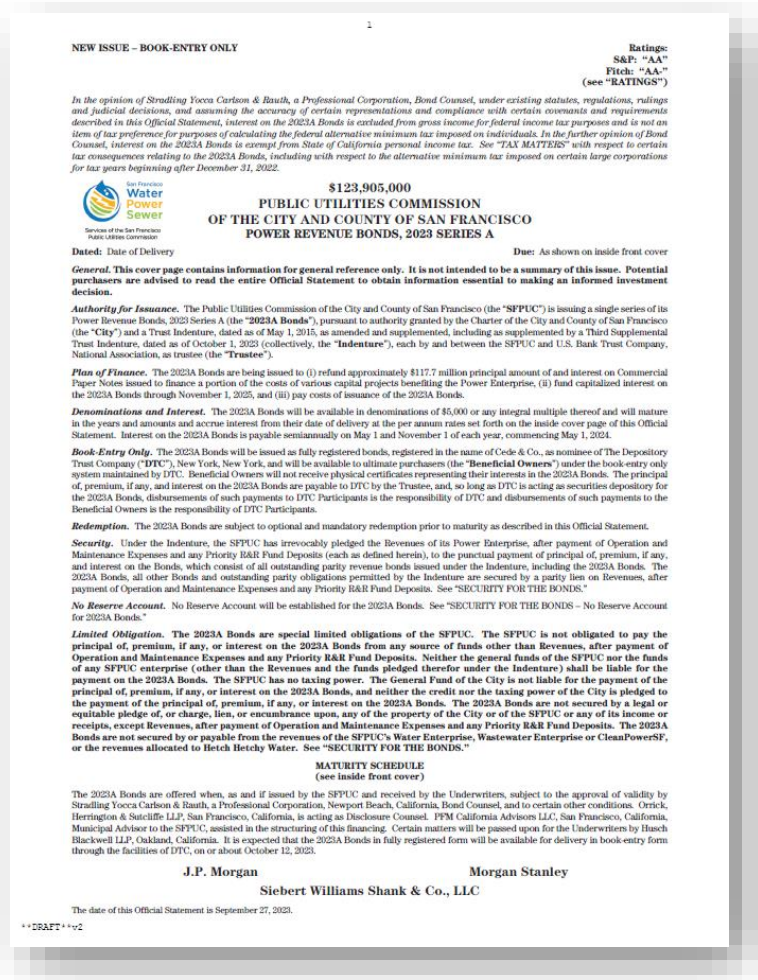 1
NEW ISSUE – BOOK-ENTRY ONLY
Ratings:
S&P: “AA”
Fitch: “AA-”
(see “RATINGS”)
In the opinion of Stradling Yocca Carlson & Rauth, a Professional Corporation, Bond Counsel, under existing statutes, regulations, rulings
and judicial decisions, and assuming the accuracy of certain representations and compliance with certain covenants and requirements
described in this Official Statement, interest on the 2023A Bonds is excluded from gross income for federal income tax purposes and is not an
item of tax preference for purposes of calculating the federal alternative minimum tax imposed on individuals. In the further opinion of Bond
Counsel, interest on the 2023A Bonds is exempt from State of California personal income tax. See “TAX MATTERS” with respect to certain
tax consequences relating to the 2023A Bonds, including with respect to the alternative minimum tax imposed on certain large corporations
for tax years beginning after December 31, 2022.
San Francisco
Water
Power
Sewer
Services of the San Francisco
Public Utilities Commission
$123,905,000
PUBLIC UTILITIES COMMISSION
OF THE CITY AND COUNTY OF SAN FRANCISCO
POWER REVENUE BONDS, 2023 SERIES A
Dated: Date of Delivery
Due: As shown on inside front cover
General. This cover page contains information for general reference only. It is not intended to be a summary of this issue. Potential
purchasers are advised to read the entire Official Statement to obtain information essential to making an informed investment
decision.
Authority for Issuance. The Public Utilities Commission of the City and County of San Francisco (the “SFPUC”) is issuing a single series of its
Power Revenue Bonds, 2023 Series A (the “2023A Bonds”), pursuant to authority granted by the Charter of the City and County of San Francisco
(the “City”) and a Trust Indenture, dated as of May 1, 2015, as amended and supplemented, including as supplemented by a Third Supplemental
Trust Indenture, dated as of October 1, 2023 (collectively, the “Indenture”), each by and between the SFPUC and U.S. Bank Trust Company,
National Association, as trustee (the “Trustee”).
Plan of Finance. The 2023A Bonds are being issued to (i) refund approximately $117.7 million principal amount of and interest on Commercial
Paper Notes issued to finance a portion of the costs of various capital projects benefiting the Power Enterprise, (ii) fund capitalized interest on
the 2023A Bonds through November 1, 2025, and (iii) pay costs of issuance of the 2023A Bonds.
Denominations and Interest. The 2023A Bonds will be available in denominations of $5,000 or any integral multiple thereof and will mature
in the years and amounts and accrue interest from their date of delivery at the per annum rates set forth on the inside cover page of this Official
Statement. Interest on the 2023A Bonds is payable semiannually on May 1 and November 1 of each year, commencing May 1, 2024.
Book-Entry Only. The 2023A Bonds will be issued as fully registered bonds, registered in the name of Cede & Co., as nominee of The Depository
Trust Company (“DTC”), New York, New York, and will be available to ultimate purchasers (the “Beneficial Owners”) under the book-entry only
system maintained by DTC. Beneficial Owners will not receive physical certificates representing their interests in the 2023A Bonds. The principal
of, premium, if any, and interest on the 2023A Bonds are payable to DTC by the Trustee, and, so long as DTC is acting as securities depository for
the 2023A Bonds, disbursements of such payments to DTC Participants is the responsibility of DTC and disbursements of such payments to the
Beneficial Owners is the responsibility of DTC Participants.
Redemption. The 2023A Bonds are subject to optional and mandatory redemption prior to maturity as described in this Official Statement.
Security. Under the Indenture, the SFPUC has irrevocably pledged the Revenues of its Power Enterprise, after payment of Operation and
Maintenance Expenses and any Priority R&R Fund Deposits (each as defined herein), to the punctual payment of principal of, premium, if any,
and interest on the Bonds, which consist of all outstanding parity revenue bonds issued under the Indenture, including the 2023A Bonds. The
2023A Bonds, all other Bonds and outstanding parity obligations permitted by the Indenture are secured by a parity lien on Revenues, after
payment of Operation and Maintenance Expenses and any Priority R&R Fund Deposits. See “SECURITY FOR THE BONDS.”
No Reserve Account. No Reserve Account will be established for the 2023A Bonds. See “SECURITY FOR THE BONDS – No Reserve Account
for 2023A Bonds.”
Limited Obligation. The 2023A Bonds are special limited obligations of the SFPUC. The SFPUC is not obligated to pay the
principal of, premium, if any, or interest on the 2023A Bonds from any source of funds other than Revenues, after payment of
Operation and Maintenance Expenses and any Priority R&R Fund Deposits. Neither the general funds of the SFPUC nor the funds
of any SFPUC enterprise (other than the Revenues and the funds pledged therefor under the Indenture) shall be liable for the
payment on the 2023A Bonds. The SFPUC has no taxing power. The General Fund of the City is not liable for the payment of the
principal of, premium, if any, or interest on the 2023A Bonds, and neither the credit nor the taxing power of the City is pledged to
the payment of the principal of, premium, if any, or interest on the 2023A Bonds. The 2023A Bonds are not secured by a legal or
equitable pledge of, or charge, lien, or encumbrance upon, any of the property of the City or of the SFPUC or any of its income or
receipts, except Revenues, after payment of Operation and Maintenance Expenses and any Priority R&R Fund Deposits. The 2023A
Bonds are not secured by or payable from the revenues of the SFPUC’s Water Enterprise, Wastewater Enterprise or CleanPowerSF,
or the revenues allocated to Hetch Hetchy Water. See “SECURITY FOR THE BONDS.”
MATURITY SCHEDULE
(see inside front cover)
The 2023A Bonds are offered when, as and if issued by the SFPUC and received by the Underwriters, subject to the approval of validity by
Stradling Yocca Carlson & Rauth, a Professional Corporation, Newport Beach, California, Bond Counsel, and to certain other conditions. Orrick,
Herrington & Sutcliffe LLP, San Francisco, California, is acting as Disclosure Counsel. PFM California Advisors LLC, San Francisco, California,
Municipal Advisor to the SFPUC, assisted in the structuring of this financing. Certain matters will be passed upon for the Underwriters by Husch
Blackwell LLP, Oakland, California. It is expected that the 2023A Bonds in fully registered form will be available for delivery in book-entry form
through the facilities of DTC, on or about October 12, 2023.
J.P. Morgan
Morgan Stanley
Siebert Williams Shank & Co., LLC
The date of this Official Statement is September 27, 2023.
**DRAFT**v2